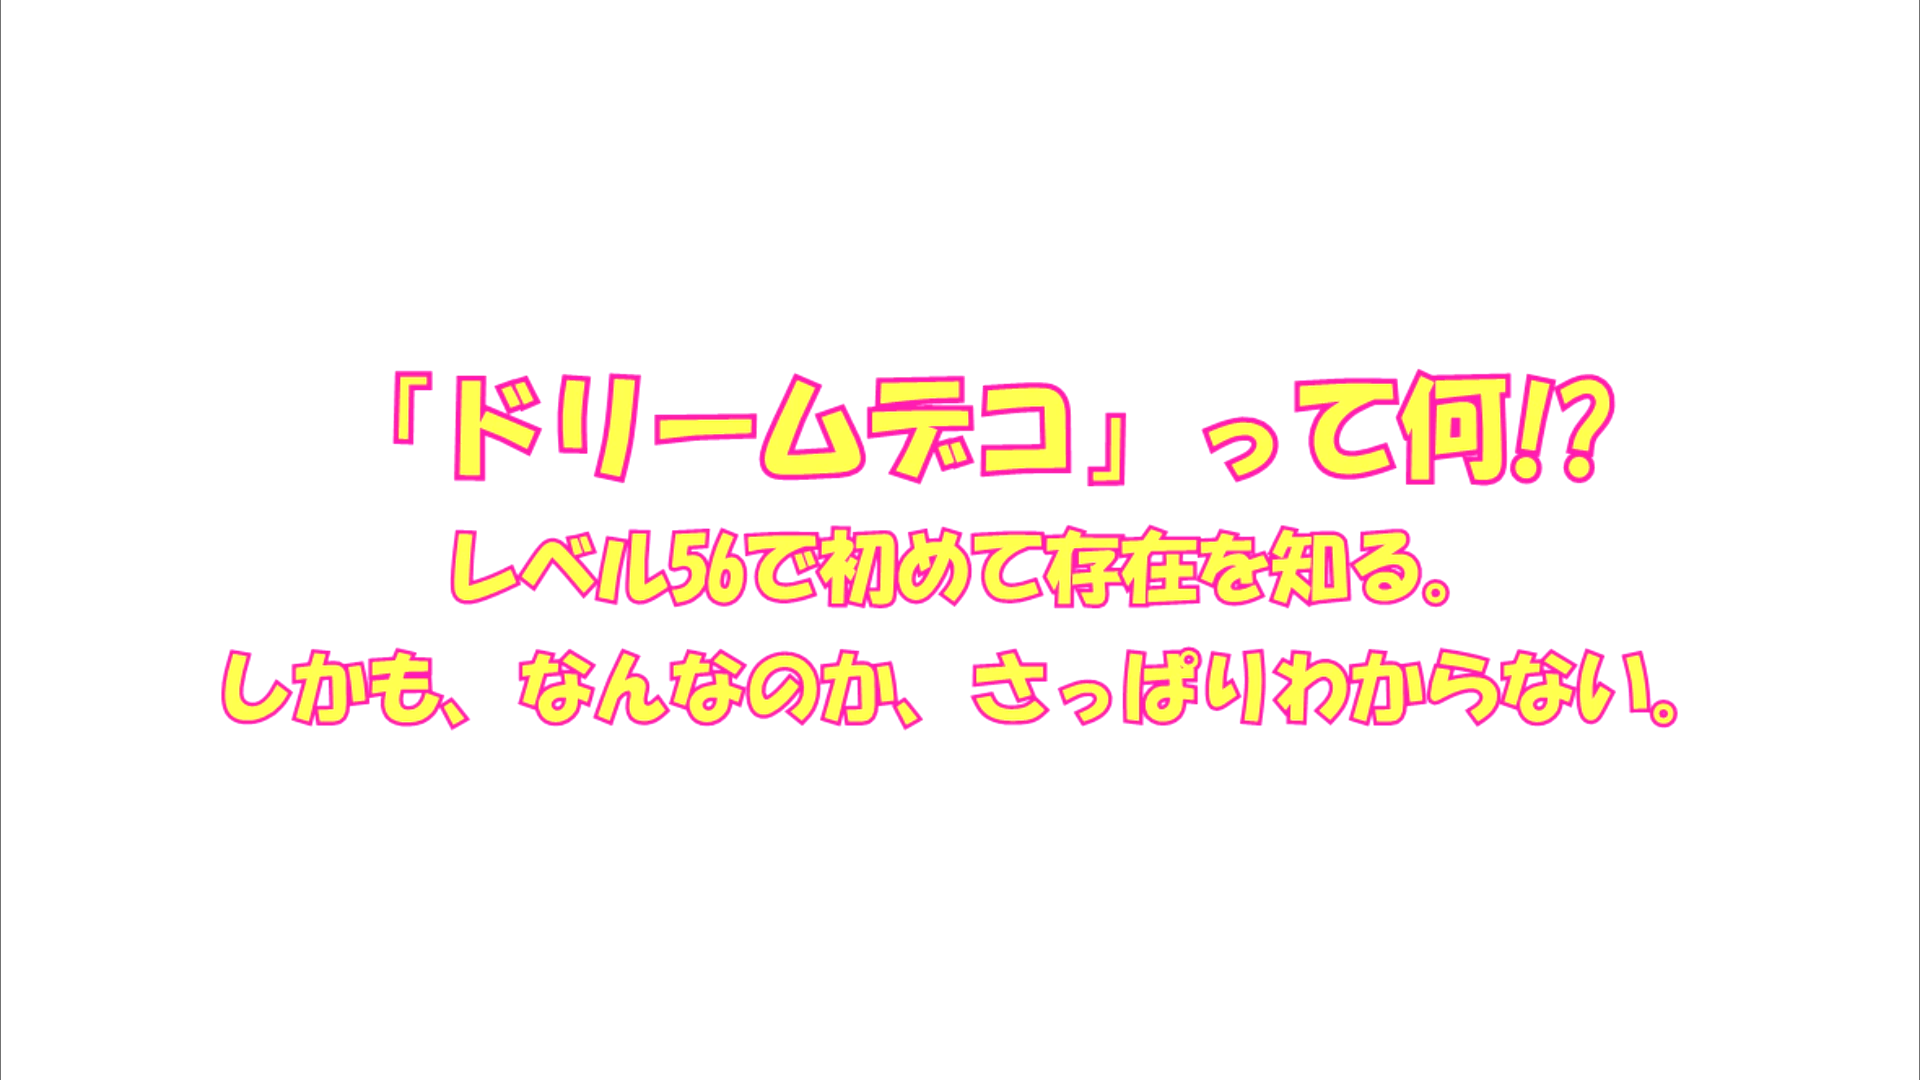 「ドリームデコ」って何!?
レベル56で初めて存在を知る。
しかも、なんなのか、さっぱりわからない。